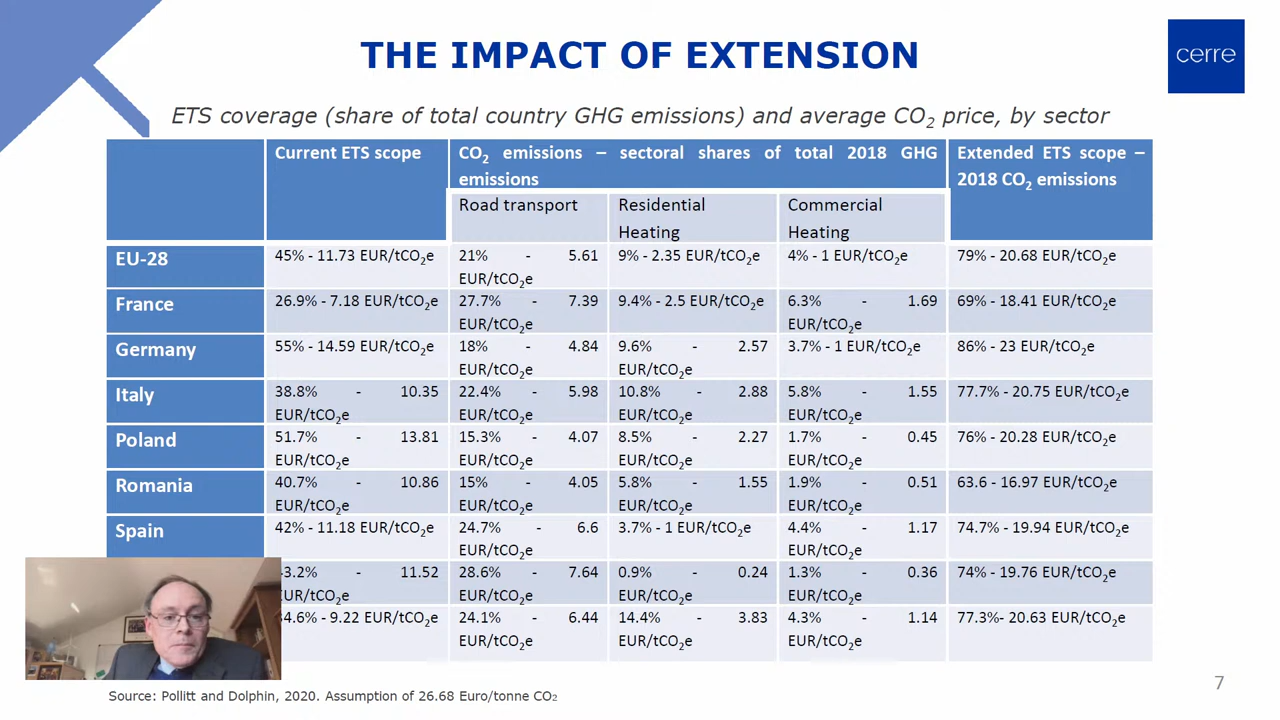 THE IMPACT OF EXTENSION
cerre
ETS coverage (share of total country GHG emissions) and average CO₂ price, by sector
Current ETS scope
CO₂ emissions – sectoral shares of total 2018 GHG
emissions
Extended ETS scope –
2018 CO₂ emissions
Road transport
Residential
Heating
Commercial
Heating
EU-28
45% - 11.73 EUR/tCO₂e
21% - 5.61
EUR/tCO₂e
9% - 2.35 EUR/tCO₂e
4% - 1 EUR/tCO₂e
79% - 20.68 EUR/tCO₂e
France
26.9% - 7.18 EUR/tCO₂e
27.7% - 7.39
EUR/tCO₂e
9.4% - 2.5 EUR/tCO₂e
6.3% - 1.69
EUR/tCO₂e
69% - 18.41 EUR/tCO₂e
Germany
55% - 14.59 EUR/tCO₂e
18% - 4.84
EUR/tCO₂e
9.6% - 2.57
EUR/tCO₂e
3.7% - 1 EUR/tCO₂e
86% - 23 EUR/tCO₂e
Italy
38.8% - 10.35
EUR/tCO₂e
22.4% - 5.98
EUR/tCO₂e
10.8% - 2.88
EUR/tCO₂e
5.8% - 1.55
EUR/tCO₂e
77.7% - 20.75 EUR/tCO₂e
Poland
51.7% - 13.81
EUR/tCO₂e
15.3% - 4.07
EUR/tCO₂e
8.5% - 2.27
EUR/tCO₂e
1.7% - 0.45
EUR/tCO₂e
76% - 20.28 EUR/tCO₂e
Romania
40.7% - 10.86
EUR/tCO₂e
15% - 4.05
EUR/tCO₂e
5.8% - 1.55
EUR/tCO₂e
1.9% - 0.51
EUR/tCO₂e
63.6 - 16.97 EUR/tCO₂e
Spain
42% - 11.18 EUR/tCO₂e
24.7% - 6.6
EUR/tCO₂e
3.7% - 1 EUR/tCO₂e
4.4% - 1.17
EUR/tCO₂e
74.7% - 19.94 EUR/tCO₂e
3.2% - 11.52
EUR/tCO₂e
28.6% - 7.64
EUR/tCO₂e
0.9% - 0.24
EUR/tCO₂e
1.3% - 0.36
EUR/tCO₂e
74% - 19.76 EUR/tCO₂e
4.6% - 9.22 EUR/tCO₂e
24.1% - 6.44
EUR/tCO₂e
14.4% - 3.83
EUR/tCO₂e
4.3% - 1.14
EUR/tCO₂e
77.3%- 20.63 EUR/tCO₂e
Source: Pollitt and Dolphin, 2020. Assumption of 26.68 Euro/tonne CO₂
7